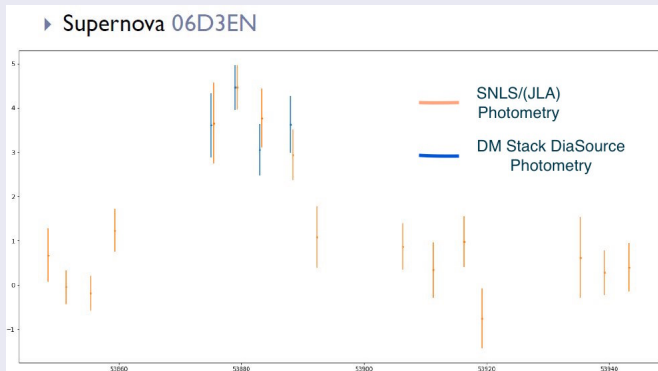 Supernova 06D3EN
SNLS/(JLA)
Photometry
DM Stack DiaSource
Photometry
5
4
3
2
1
0
−1
53860
53880
53900
53920
53940